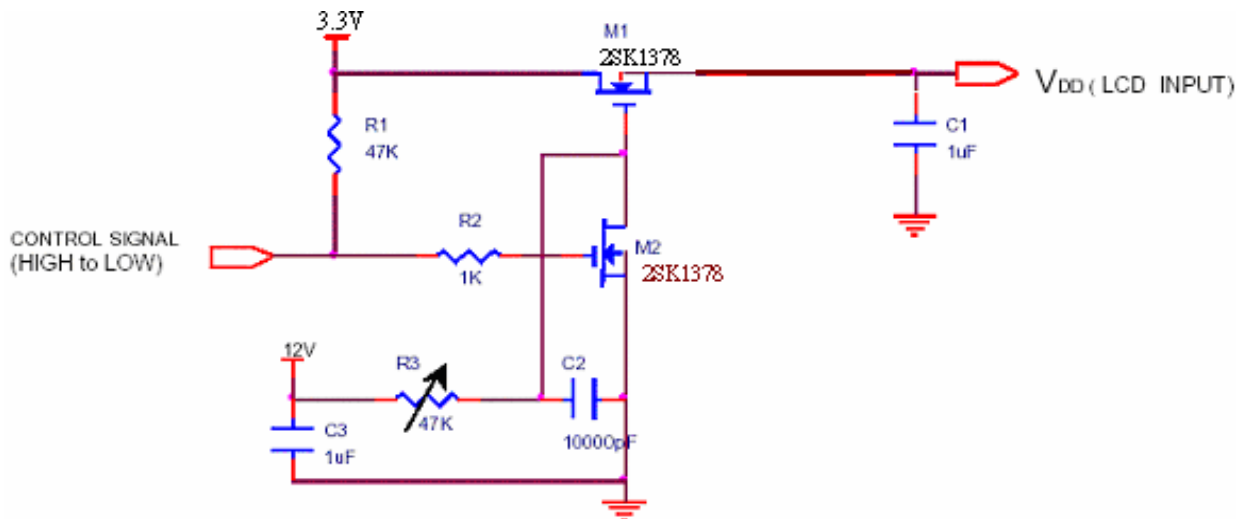 3.3V
M1
2SK1378
VDD ( LCD INPUT)
R1
47K
C1
1uF
R2
1K
CONTROL SIGNAL
(HIGH to LOW)
M2
2SK1378
12V
R3
47K
C2
10000pF
C3
1uF